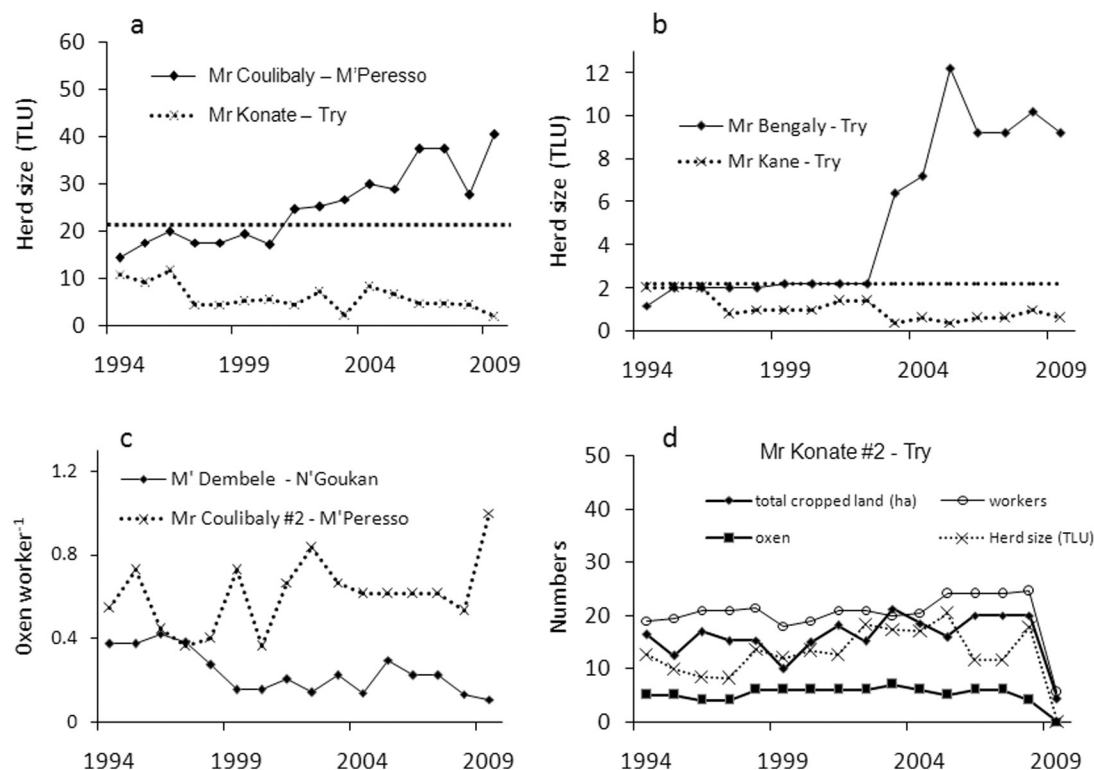 a
Herd size (TLU)
60
50
40
30
20
10
0
Mr Coulibaly – M'Peresso
Mr Konate – Try
1994 1999 2004 2009
b
Herd size (TLU)
12
10
8
6
4
2
0
Mr Bengaly - Try
Mr Kane - Try
1994 1999 2004 2009
c
Oxen worker-1
1.2
0.8
0.4
0
M' Dembele - N'Goukan
Mr Coulibaly #2 - M'Peresso
1994 1999 2004 2009
d
Mr Konate #2 - Try
Numbers
50
40
30
20
10
0
total cropped land (ha) workers
oxen Herd size (TLU)
1994 1999 2004 2009